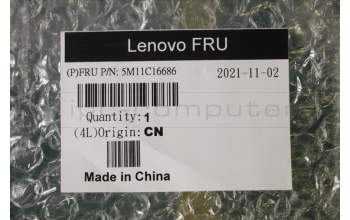 Lenovo FRU
(P)FRU P/N: 5M11C16686 2021-11-02
Quantity:1
(4L)Origin:CN
Made in China